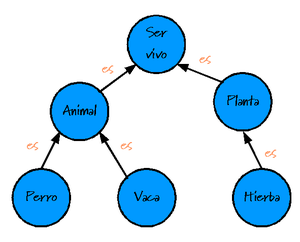 Ser
vivo
es
es
Animal
Planta
es
es
es
Perro
Vaca
Hierba